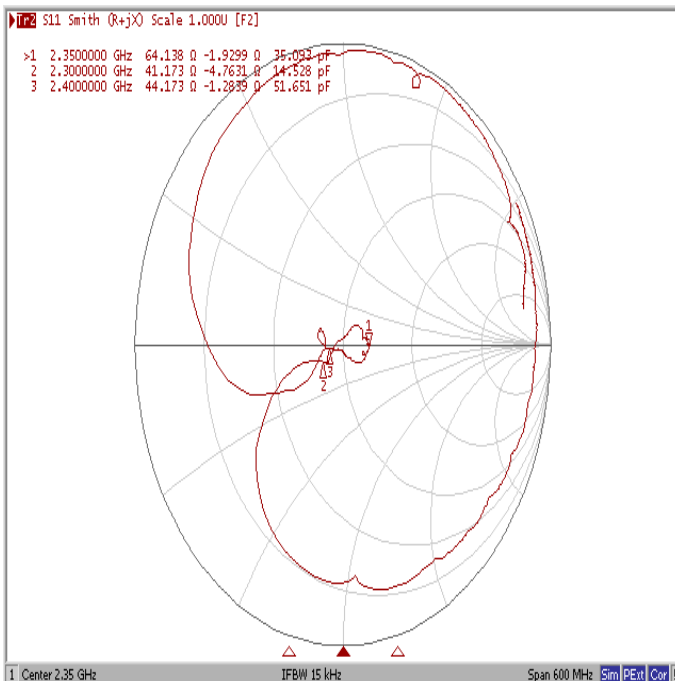 Tr2 S11 Smith (R+jX) Scale 1.000U [F2]
>1 2.3500000 GHz 64.138 Ω -1.9299 Ω 35.093 pF
2 2.3000000 GHz 41.173 Ω -4.7631 Ω 14.528 pF
3 2.4000000 GHz 44.173 Ω -1.2839 Ω 51.651 pF
1
3
2
1 Center 2.35 GHz IFBW 15 kHz Span 600 MHz Sim PExt Cor